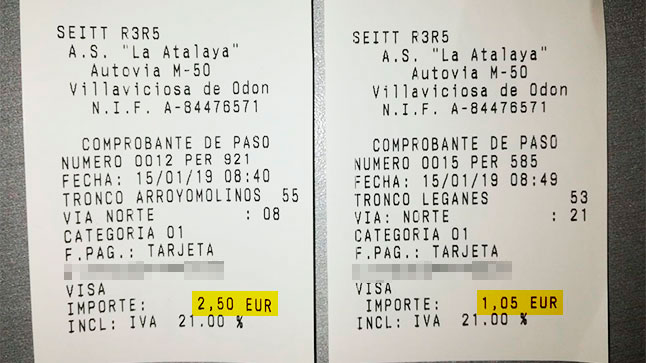 SEITT R3R5
A.S. "La Atalaya"
Autovia M-50
Villaviciosa de Odon
N.I.F. A-84476571
COMPROBANTE DE PASO
NUMERO 0012 PER 921
FECHA: 15/01/19 08:40
TRONCO ARROYOMOLINOS 55
VIA NORTE : 08
CATEGORIA 01
F.PAG.: TARJETA
VISA
IMPORTE: 2,50 EUR
INCL: IVA 21.00 %
SEITT R3R5
A.S. "La Atalaya"
Autovia M-50
Villaviciosa de Odon
N.I.F. A-84476571
COMPROBANTE DE PASO
NUMERO 0015 PER 585
FECHA: 15/01/19 08:49
TRONCO LEGANES 53
VIA: NORTE : 21
CATEGORIA 01
F.PAG.: TARJETA
VISA
IMPORTE: 1,05 EUR
INCL: IVA 21.00 %